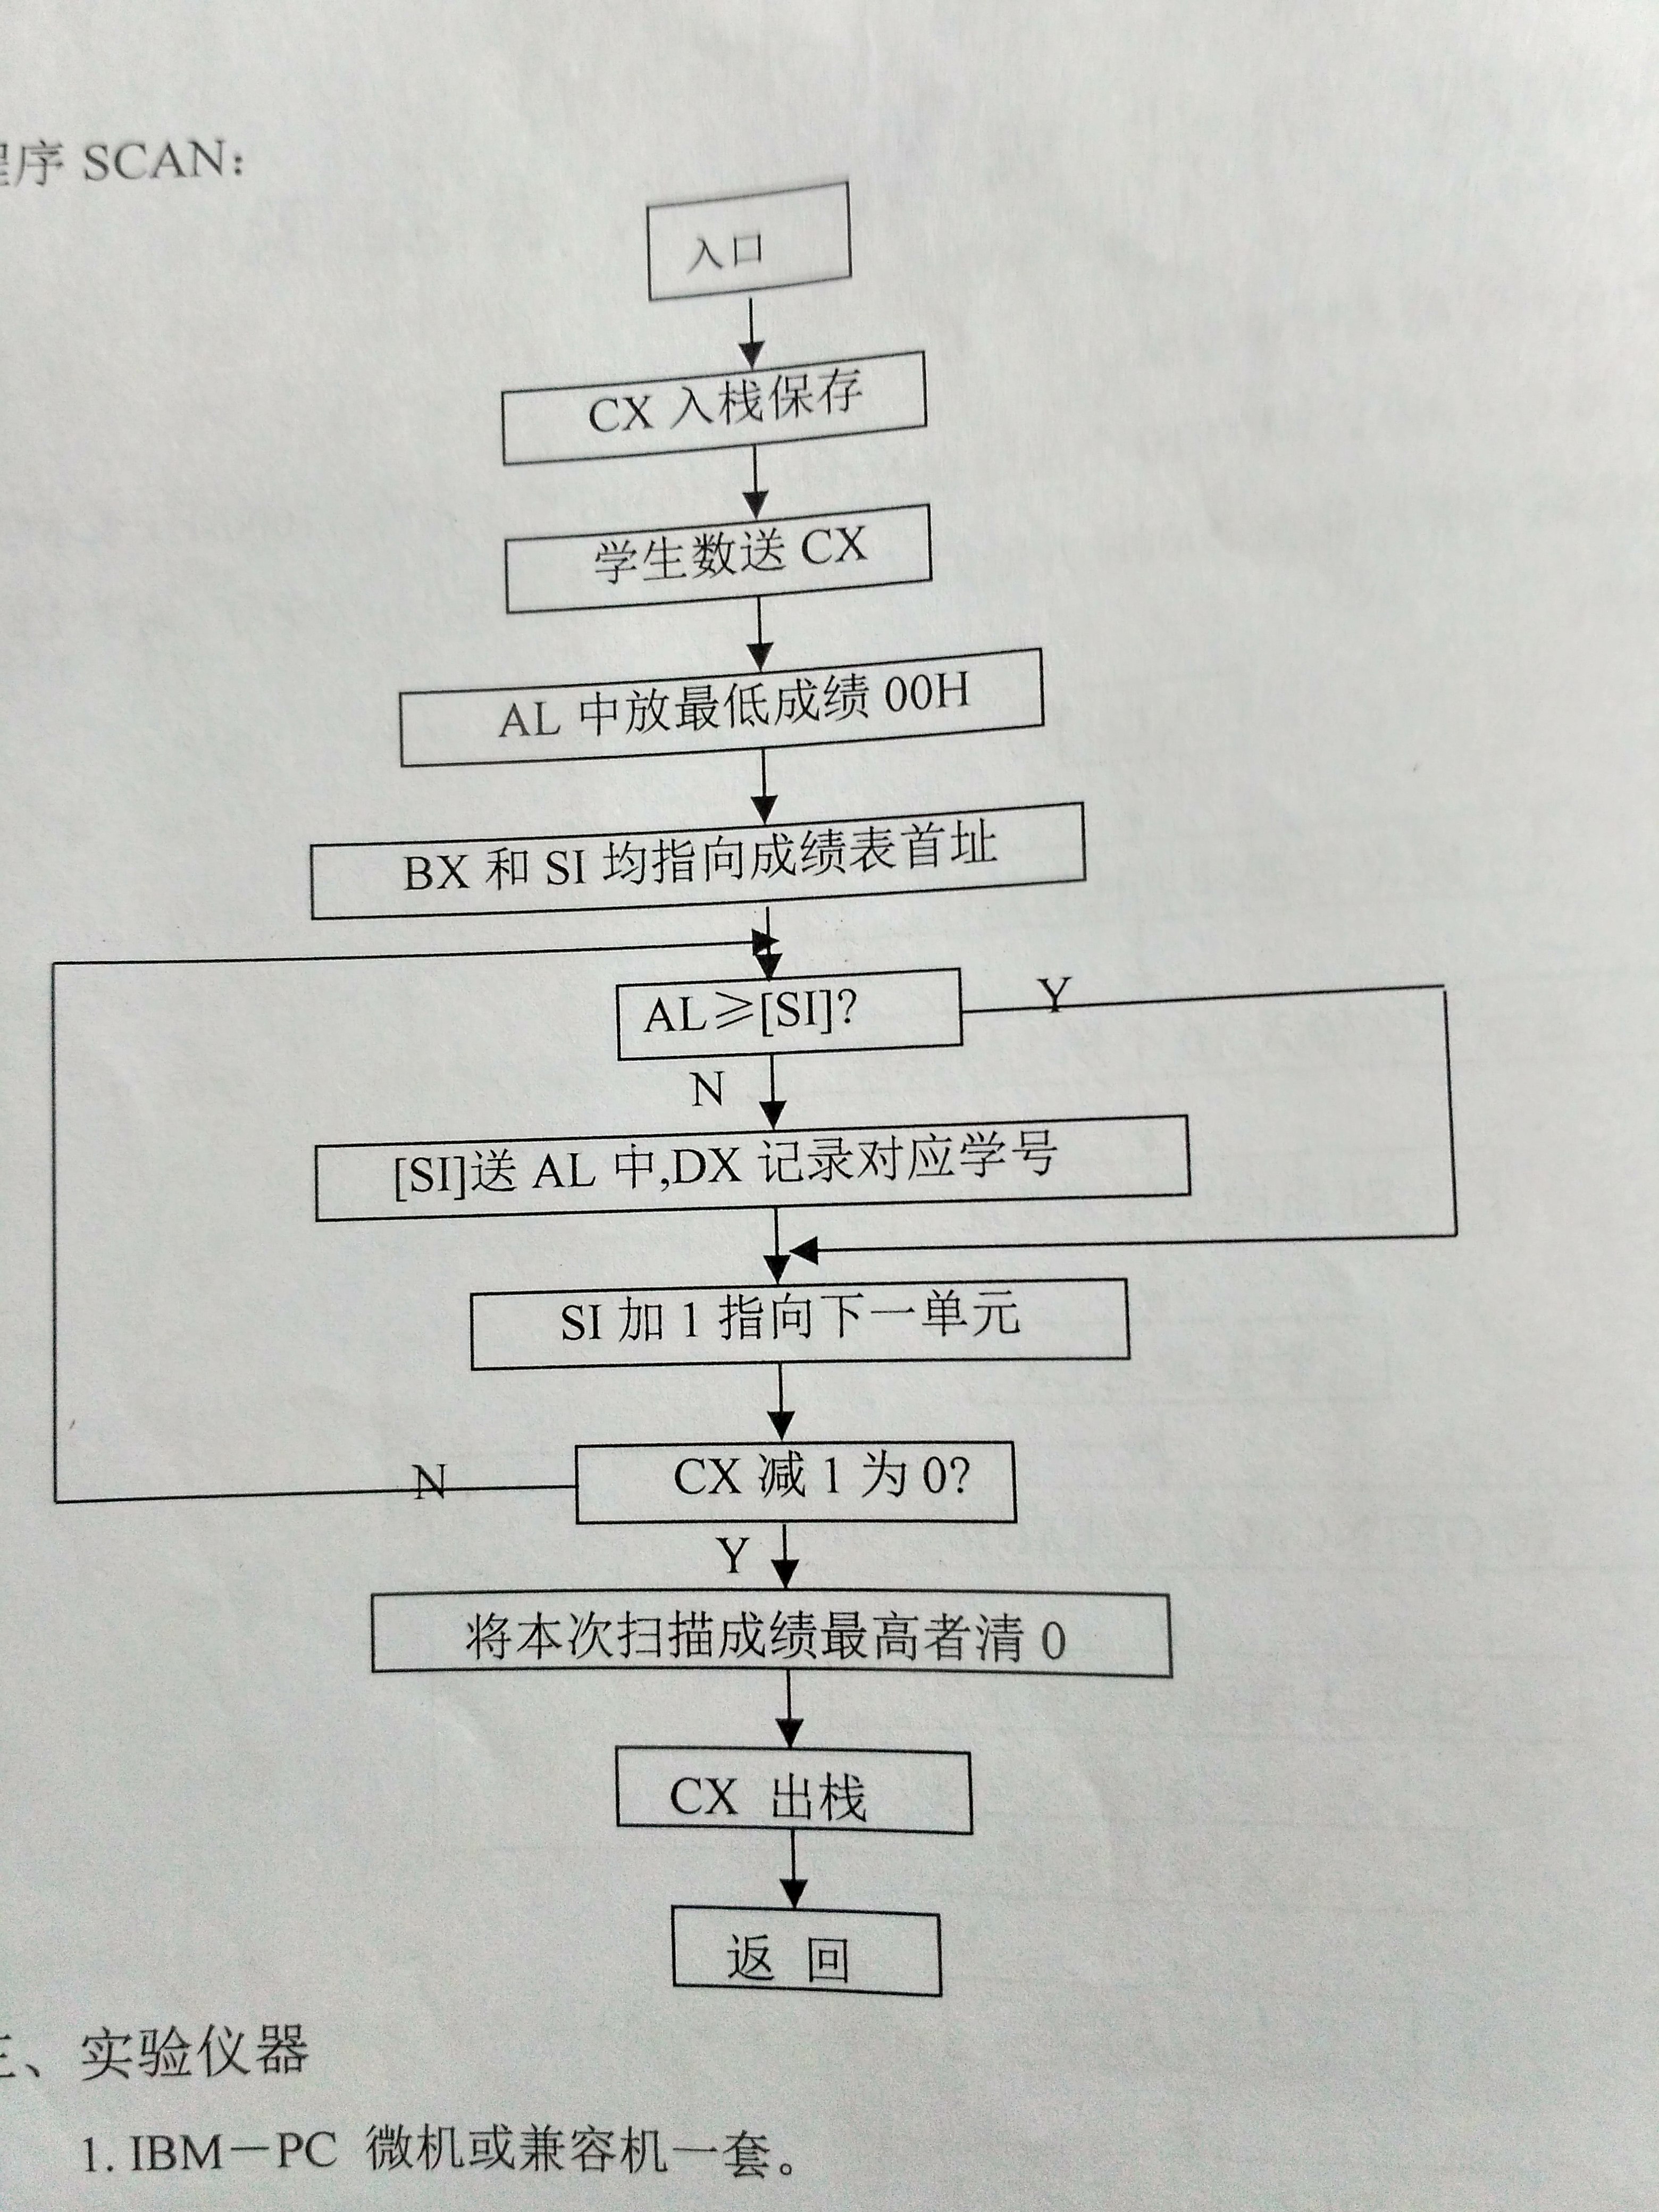 程序 SCAN：
入口
CX 入栈保存
学生数送 CX
AL 中放最低成绩 00H
BX 和 SI 均指向成绩表首址
AL≥[SI]?
Y
N
[SI]送 AL 中,DX 记录对应学号
SI 加 1 指向下一单元
CX 减 1 为 0?
N
Y
将本次扫描成绩最高者清 0
CX 出栈
返 回
、实验仪器
1. IBM－PC 微机或兼容机一套。